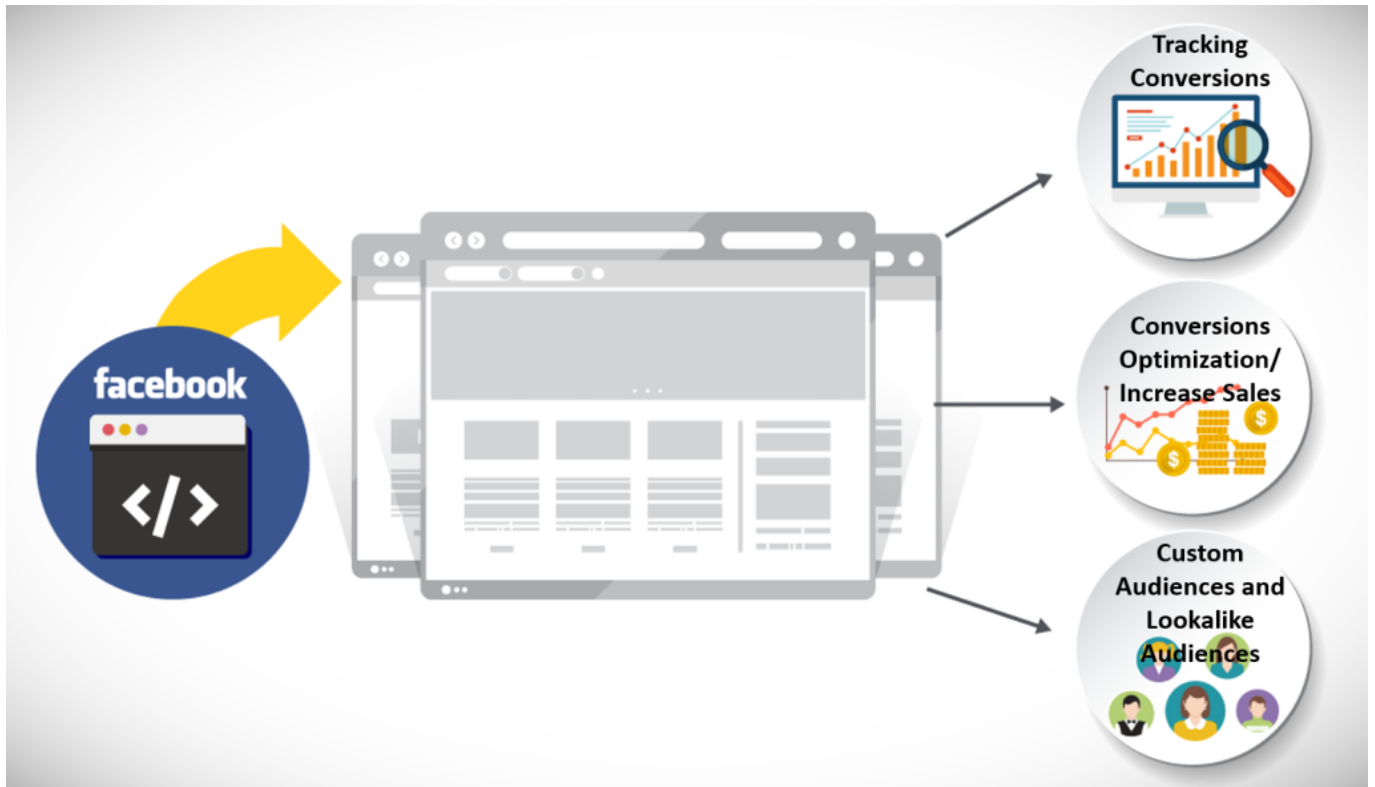 facebook
</>
Tracking
Conversions
Conversions
Optimization/
Increase Sales
$
$
Custom
Audiences and
Lookalike
Audiences